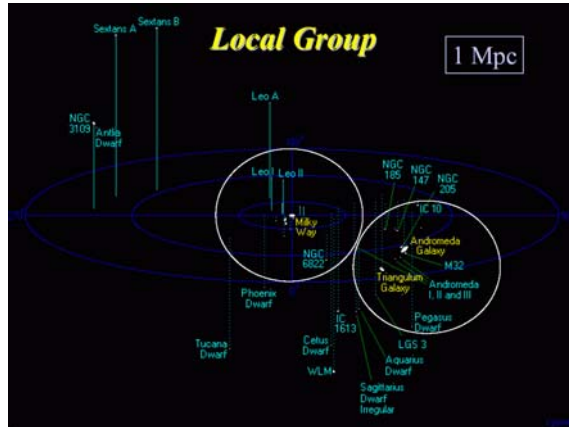 Sextans A
Sextans B
Local Group
1 Mpc
Leo A
NGC
3109
Antlia
Dwarf
Leo I
Leo II
NGC
185
NGC
147
NGC
205
IC 10
II
Milky
Way
Andromeda
Galaxy
NGC
6822
M32
Triangulum
Galaxy
Andromeda
I, II and III
Phoenix
Dwarf
Pegasus
Dwarf
IC
1613
LGS 3
Tucana
Dwarf
Cetus
Dwarf
Aquarius
Dwarf
WLM
Sagittarius
Dwarf
Irregular